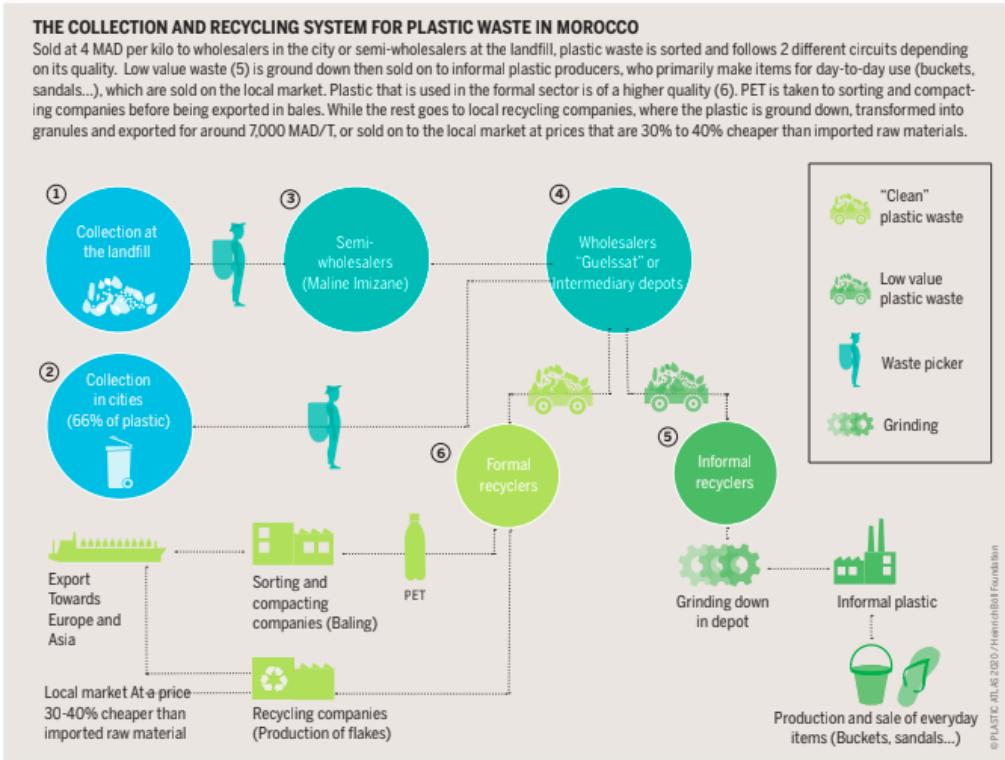 THE COLLECTION AND RECYCLING SYSTEM FOR PLASTIC WASTE IN MOROCCO
Sold at 4 MAD per kilo to wholesalers in the city or semi-wholesalers at the landfill, plastic waste is sorted and follows 2 different circuits depending
on its quality. Low value waste (5) is ground down then sold on to informal plastic producers, who primarily make items for day-to-day use (buckets,
sandals...), which are sold on the local market. Plastic that is used in the formal sector is of a higher quality (6). PET is taken to sorting and compact-
ing companies before being exported in bales. While the rest goes to local recycling companies, where the plastic is ground down, transformed into
granules and exported for around 7,000 MAD/T, or sold on to the local market at prices that are 30% to 40% cheaper than imported raw materials.
1
Collection at
the landfill
3
Semi-
wholesalers
(Maline Imizane)
4
Wholesalers
"Guelssat" or
Intermediary depots
"Clean"
plastic waste
Low value
plastic waste
Waste picker
Grinding
2
Collection
in cities
(66% of plastic)
6
Formal
recyclers
5
Informal
recyclers
Export
Towards
Europe and
Asia
Sorting and
compacting
companies (Baling)
PET
Grinding down
in depot
Informal plastic
Local market At a price
30-40% cheaper than
imported raw material
Recycling companies
(Production of flakes)
Production and sale of everyday
items (Buckets, sandals...)
© PLASTIC ATLAS 2020 / Heinrich Böll Foundation